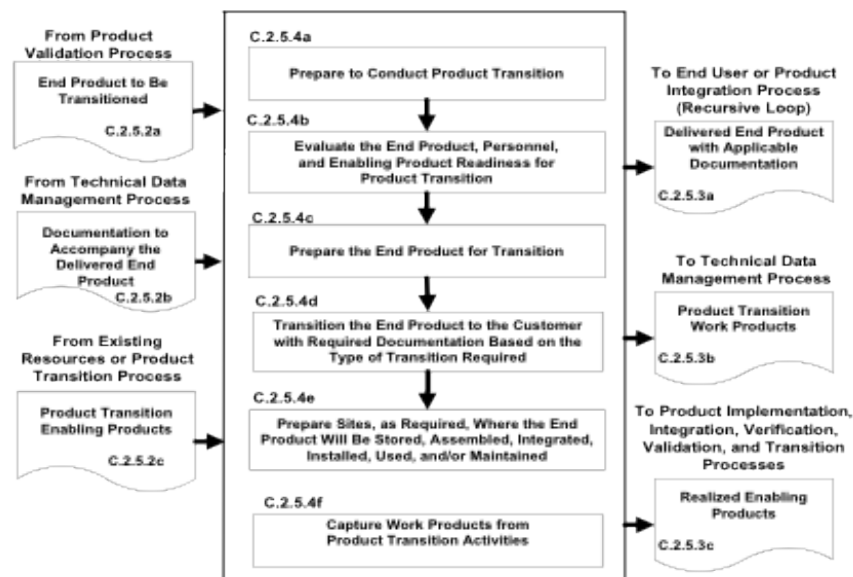 From Product
Validation Process
End Product to Be
Transitioned
C.2.5.2a
From Technical Data
Management Process
Documentation to
Accompany the
Delivered End
Product
C.2.5.2b
From Existing
Resources or Product
Transition Process
Product Transition
Enabling Products
C.2.5.2c
C.2.5.4a
Prepare to Conduct Product Transition
C.2.5.4b
Evaluate the End Product, Personnel,
and Enabling Product Readiness for
Product Transition
C.2.5.4c
Prepare the End Product for Transition
C.2.5.4d
Transition the End Product to the Customer
with Required Documentation Based on the
Type of Transition Required
C.2.5.4e
Prepare Sites, as Required, Where the End
Product Will Be Stored, Assembled, Integrated,
Installed, Used, and/or Maintained
C.2.5.4f
Capture Work Products from
Product Transition Activities
To End User or Product
Integration Process
(Recursive Loop)
Delivered End Product
with Applicable
Documentation
C.2.5.3a
To Technical Data
Management Process
Product Transition
Work Products
C.2.5.3b
To Product Implementation,
Integration, Verification,
Validation, and Transition
Processes
Realized Enabling
Products
C.2.5.3c